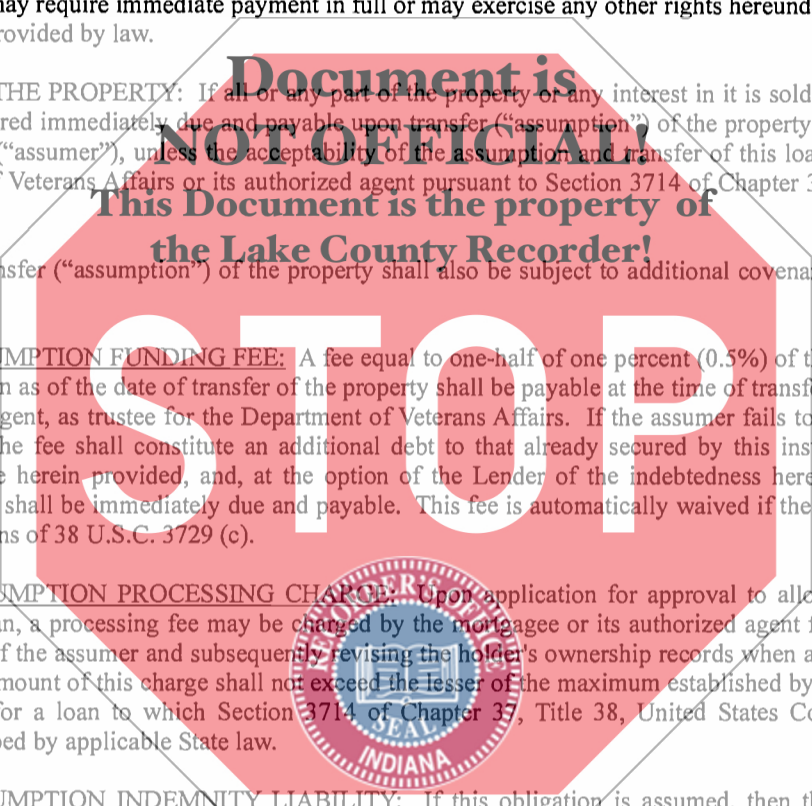 may require immediate payment in full or may exercise any other rights hereund
rovided by law.
Document is
THE PROPERTY: If all or any part of the property or any interest in it is sold
red immediately due and payable upon transfer (“assumption”) of the property
NOT OFFICIAL!
(“assumer”), unless the acceptability of the assumption and transfer of this loa
Veterans Affairs or its authorized agent pursuant to Section 3714 of Chapter 3
This Document is the property of
the Lake County Recorder!
nsfer (“assumption”) of the property shall also be subject to additional covena
STOP
UMPTION FUNDING FEE: A fee equal to one-half of one percent (0.5%) of t
n as of the date of transfer of the property shall be payable at the time of transf
gent, as trustee for the Department of Veterans Affairs. If the assumer fails to
he fee shall constitute an additional debt to that already secured by this ins
e herein provided, and, at the option of the Lender of the indebtedness here
shall be immediately due and payable. This fee is automatically waived if the
ns of 38 U.S.C. 3729 (c).
UMPTION PROCESSING CHARGE: Upon application for approval to allo
n, a processing fee may be charged by the mortgagee or its authorized agent f
f the assumer and subsequently revising the holder's ownership records when a
mount of this charge shall not exceed the lesser of the maximum established by
for a loan to which Section 3714 of Chapter 37, Title 38, United States Co
bed by applicable State law.
RECORDER'S OFFICE
SEAL
INDIANA
UMPTION INDEMNITY LIABILITY: If this obligation is assumed, then th